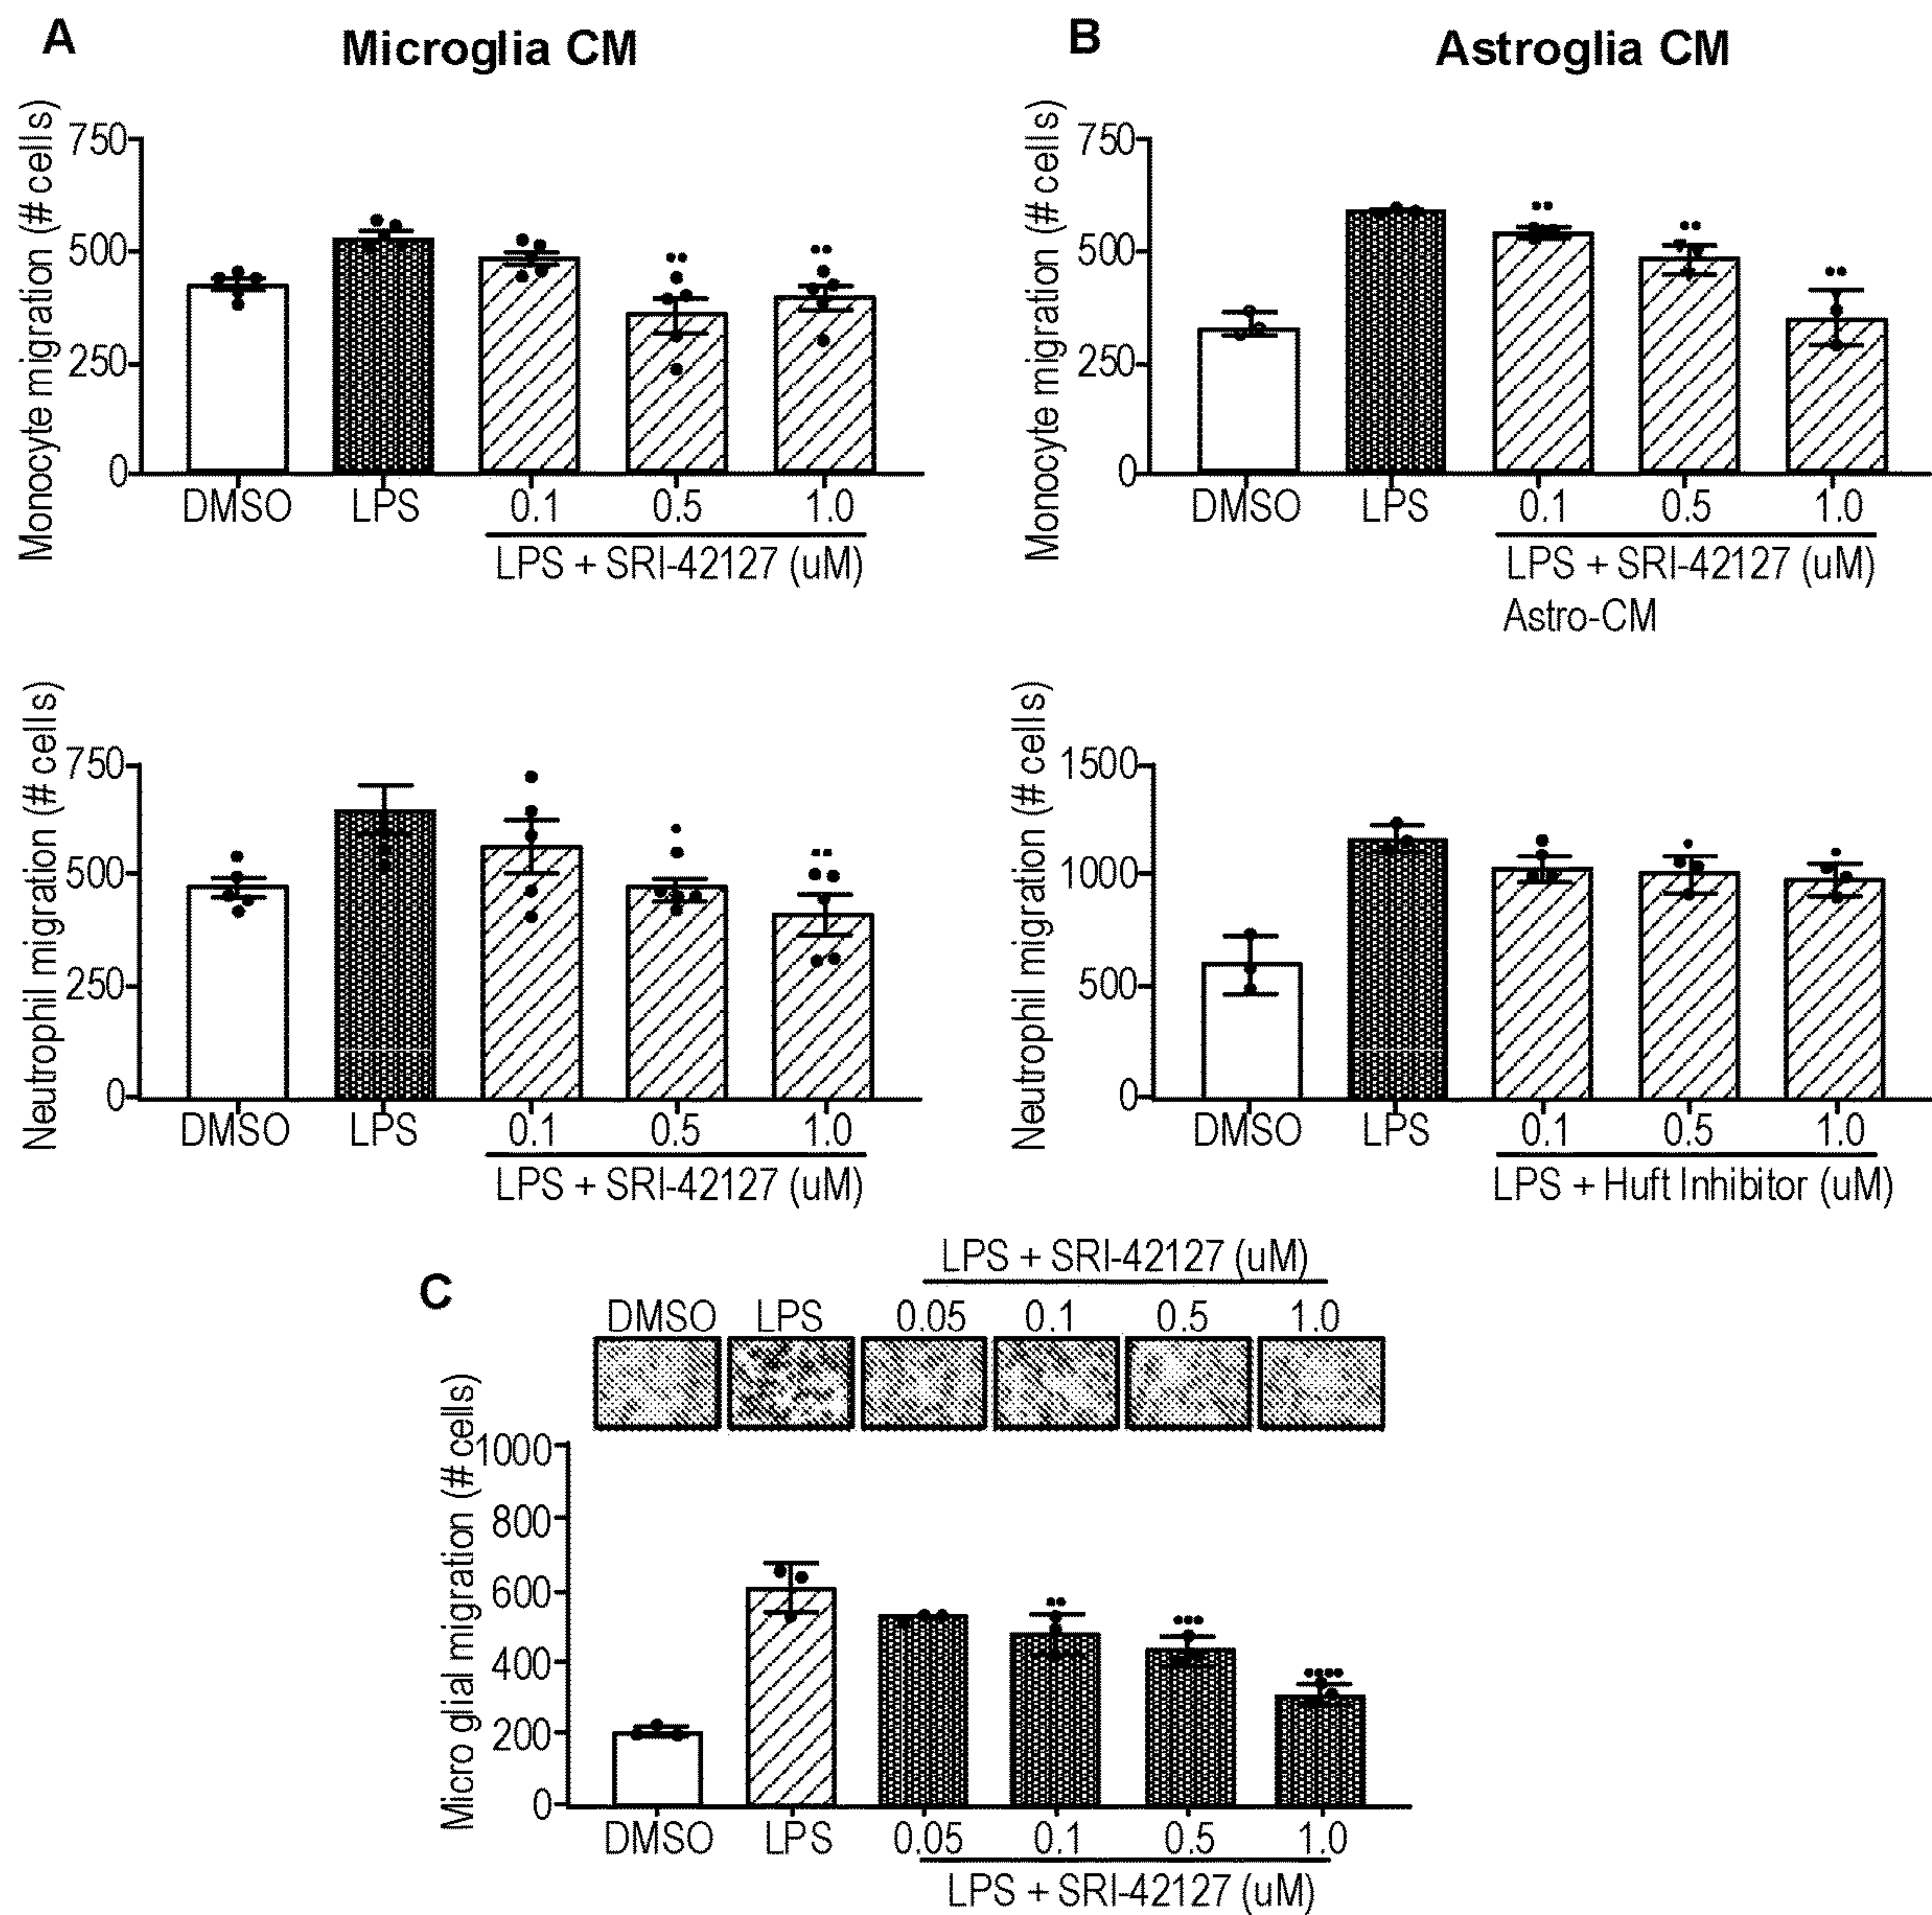 A
Microglia CM
Monocyte migration (# cells)
750
500
250
0
DMSO LPS 0.1 0.5 1.0
LPS + SRI-42127 (uM)
B
Astroglia CM
Monocyte migration (# cells)
750
500
250
0
DMSO LPS 0.1 0.5 1.0
LPS + SRI-42127 (uM)
Astro-CM
Neutrophil migration (# cells)
750
500
250
0
DMSO LPS 0.1 0.5 1.0
LPS + SRI-42127 (uM)
Neutrophil migration (# cells)
1500
1000
500
0
DMSO LPS 0.1 0.5 1.0
LPS + Huft Inhibitor (uM)
C
LPS + SRI-42127 (uM)
DMSO LPS 0.05 0.1 0.5 1.0
Micro glial migration (# cells)
1000
800
600
400
200
0
DMSO LPS 0.05 0.1 0.5 1.0
LPS + SRI-42127 (uM)